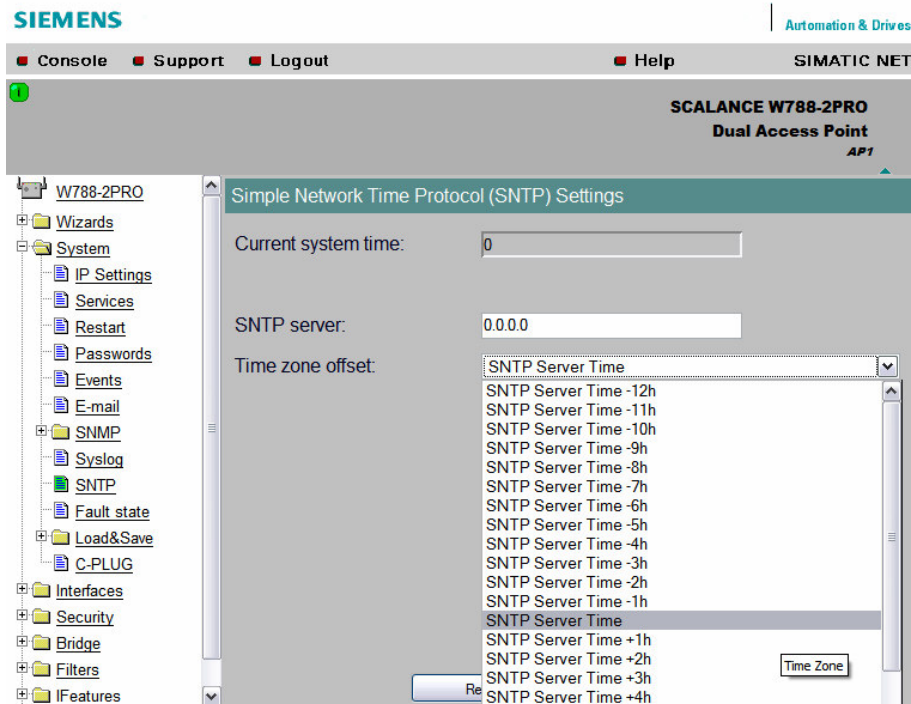 SIEMENS
Automation & Drives
Console Support Logout Help SIMATIC NET
SCALANCE W788-2PRO
Dual Access Point
AP1
W788-2PRO
Wizards
System
IP Settings
Services
Restart
Passwords
Events
E-mail
SNMP
Syslog
SNTP
Fault state
Load&Save
C-PLUG
Interfaces
Security
Bridge
Filters
IFeatures
Simple Network Time Protocol (SNTP) Settings
Current system time: 0
SNTP server: 0.0.0.0
Time zone offset: SNTP Server Time
SNTP Server Time -12h
SNTP Server Time -11h
SNTP Server Time -10h
SNTP Server Time -9h
SNTP Server Time -8h
SNTP Server Time -7h
SNTP Server Time -6h
SNTP Server Time -5h
SNTP Server Time -4h
SNTP Server Time -3h
SNTP Server Time -2h
SNTP Server Time -1h
SNTP Server Time
SNTP Server Time +1h
SNTP Server Time +2h
SNTP Server Time +3h
SNTP Server Time +4h
Time Zone
Re